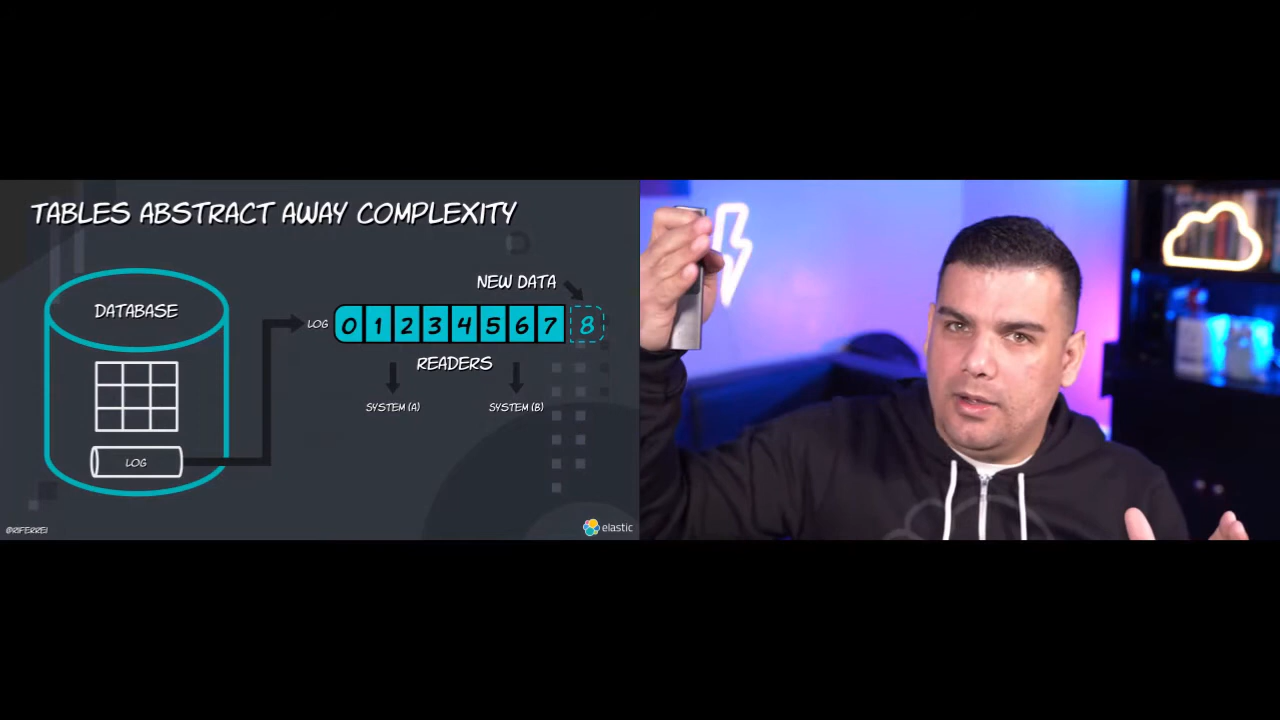 TABLES ABSTRACT AWAY COMPLEXITY
DATABASE
LOG
NEW DATA
LOG 0 1 2 3 4 5 6 7 8
READERS
SYSTEM (A) SYSTEM (B)
@RIFERREI
elastic